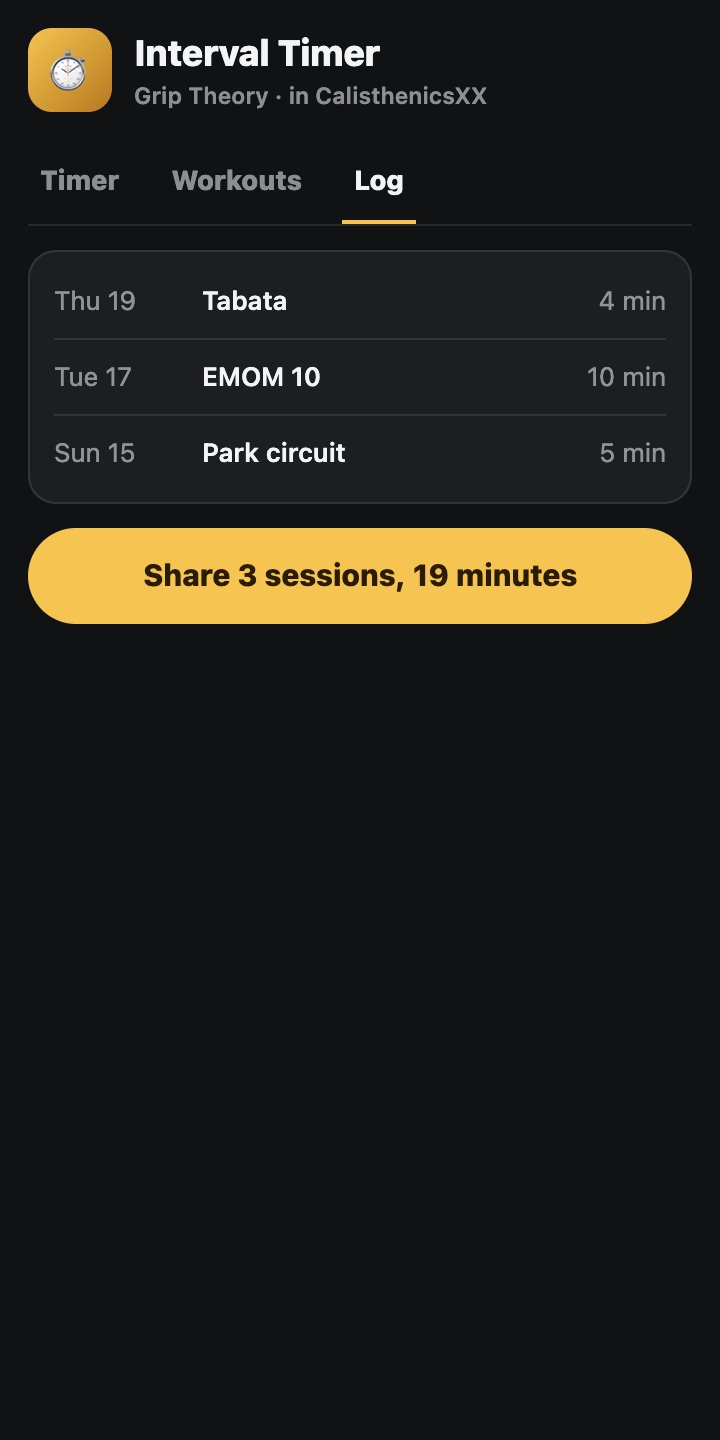 Interval Timer
Grip Theory · in CalisthenicsXX
Timer Workouts Log
Thu 19 Tabata 4 min
Tue 17 EMOM 10 10 min
Sun 15 Park circuit 5 min
Share 3 sessions, 19 minutes